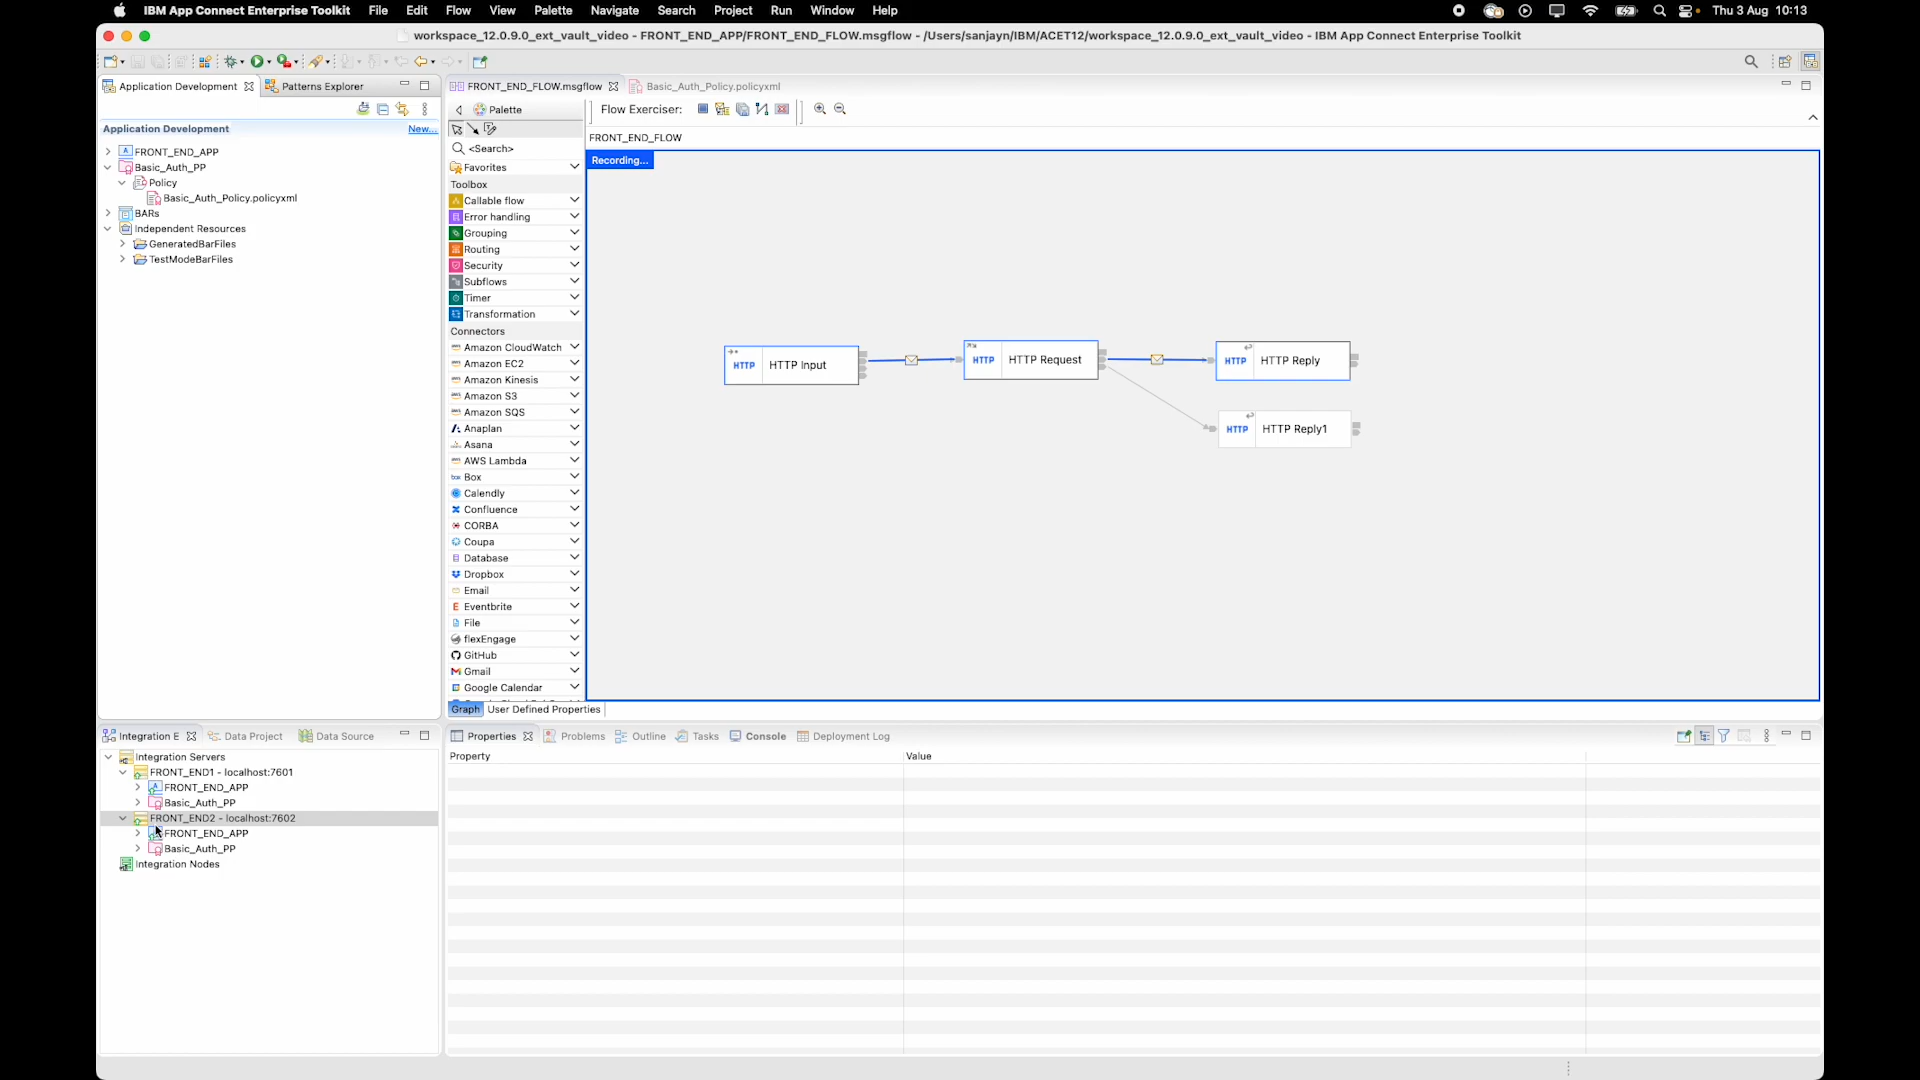 IBM App Connect Enterprise Toolkit File Edit Flow View Palette Navigate Search Project Run Window Help Thu 3 Aug 10:13
workspace_12.0.9.0_ext_vault_video - FRONT_END_APP/FRONT_END_FLOW.msgflow - /Users/sanjayn/IBM/ACET12/workspace_12.0.9.0_ext_vault_video - IBM App Connect Enterprise Toolkit
Application Development Patterns Explorer
Application Development New...
FRONT_END_APP
Basic_Auth_PP
Policy
Basic_Auth_Policy.policyxml
BARs
Independent Resources
GeneratedBarFiles
TestModeBarFiles
FRONT_END_FLOW.msgflow Basic_Auth_Policy.policyxml
Palette
<Search>
Favorites
Toolbox
Callable flow
Error handling
Grouping
Routing
Security
Subflows
Timer
Transformation
Connectors
Amazon CloudWatch
Amazon EC2
Amazon Kinesis
Amazon S3
Amazon SQS
Anaplan
Asana
AWS Lambda
Box
Calendly
Confluence
CORBA
Coupa
Database
Dropbox
Email
Eventbrite
File
flexEngage
GitHub
Gmail
Google Calendar
Flow Exerciser:
FRONT_END_FLOW
Recording...
HTTP HTTP Input
HTTP HTTP Request
HTTP HTTP Reply
HTTP HTTP Reply1
Graph User Defined Properties
Integration E Data Project Data Source
Integration Servers
FRONT_END1 - localhost:7601
FRONT_END_APP
Basic_Auth_PP
FRONT_END2 - localhost:7602
FRONT_END_APP
Basic_Auth_PP
Integration Nodes
Properties Problems Outline Tasks Console Deployment Log
Property Value